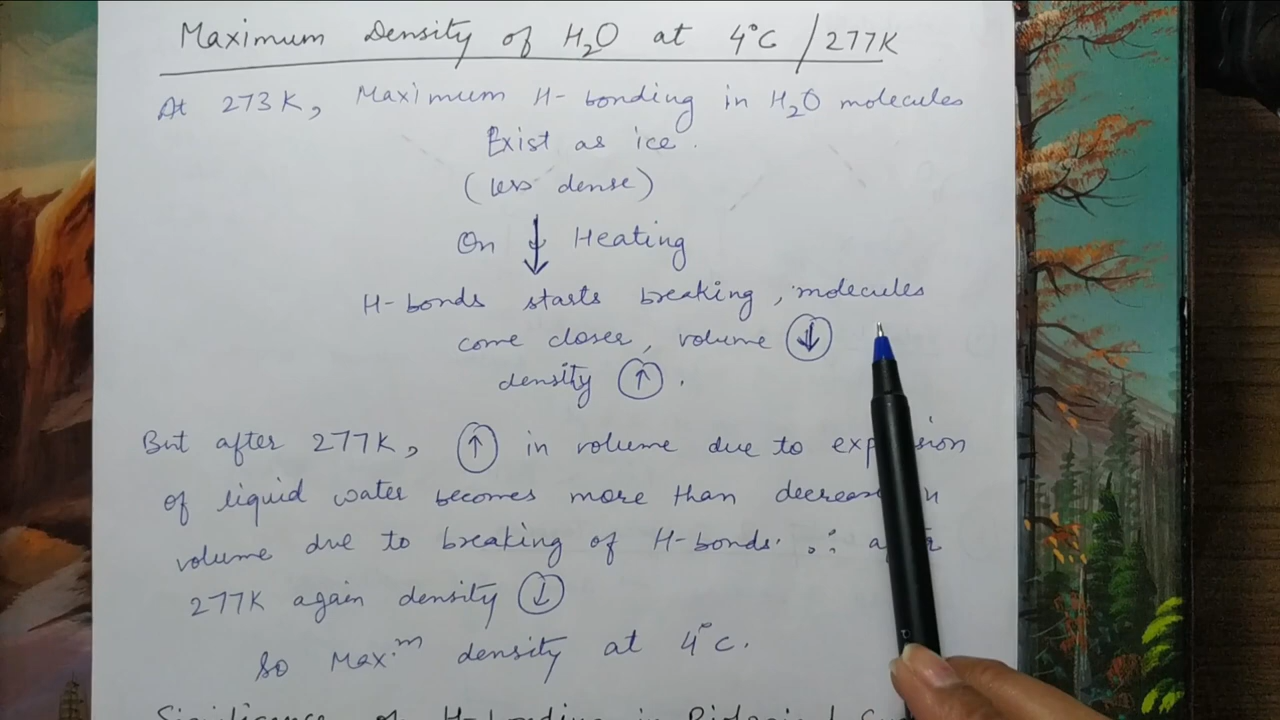 Maximum Density of H₂O at 4°C / 277K
At 273K, Maximum H-bonding in H₂O molecules
Exist as ice.
(less dense)
On ↓ Heating
H-bonds starts breaking, molecules
come closer, volume ↓
density ↑.
But after 277K, ↑ in volume due to
of liquid water becomes more than
volume due to breaking of H-bonds. ∴
277K again density ↓
So Max.m density at 4°C.
of H-bonding in